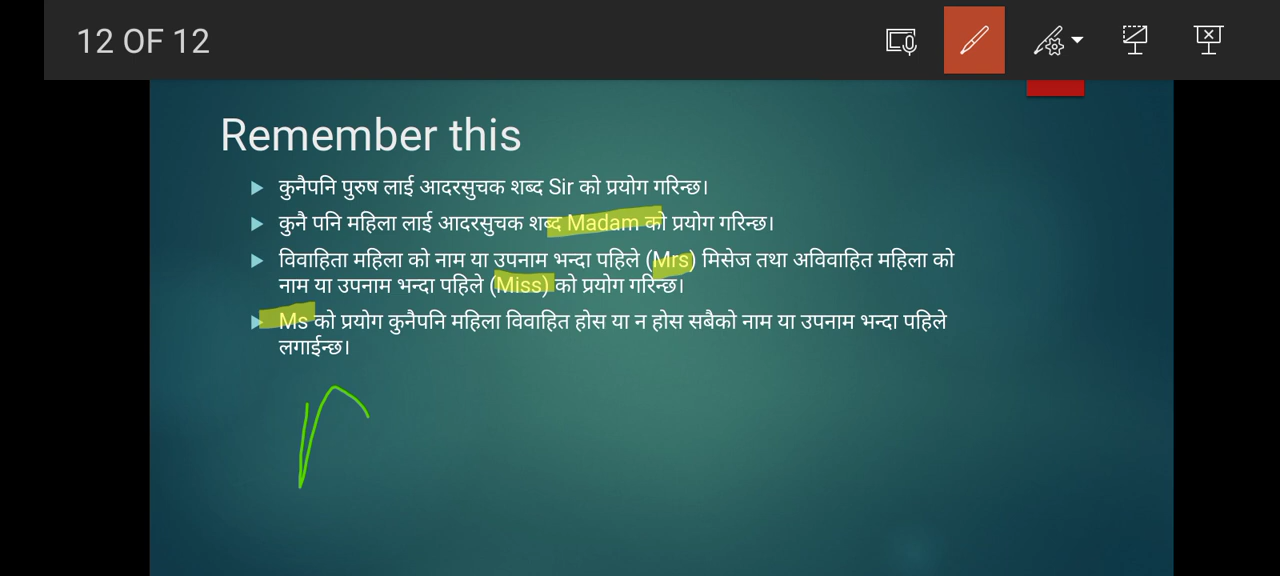 12 OF 12
Remember this
कुनैपनि पुरुष लाई आदरसुचक शब्द Sir को प्रयोग गरिन्छ।
कुनै पनि महिला लाई आदरसुचक शब्द Madam को प्रयोग गरिन्छ।
विवाहिता महिला को नाम या उपनाम भन्दा पहिले (Mrs) मिसेज तथा अविवाहित महिला को
नाम या उपनाम भन्दा पहिले (Miss) को प्रयोग गरिन्छ।
Ms को प्रयोग कुनैपनि महिला विवाहित होस या न होस सबैको नाम या उपनाम भन्दा पहिले
लगाईन्छ।